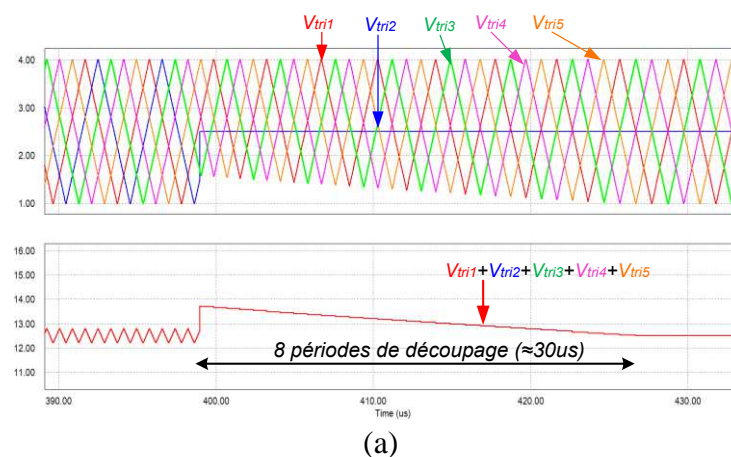 Vtri1 Vtri2 Vtri3 Vtri4 Vtri5
4.00
3.00
2.00
1.00
16.00
15.00
14.00
13.00
12.00
11.00
Vtri1+Vtri2+Vtri3+Vtri4+Vtri5
8 périodes de découpage (≈30us)
390.00 400.00 410.00 420.00 430.00
Time (us)
(a)